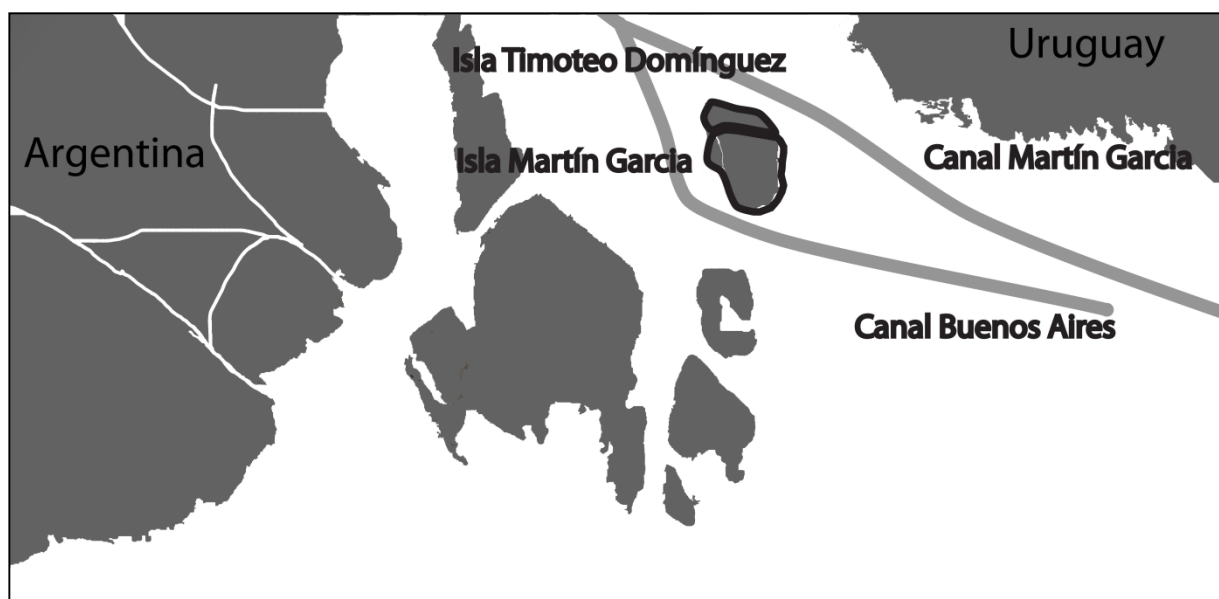 Uruguay
Isla Timoteo Domínguez
Argentina
Isla Martín Garcia
Canal Martín Garcia
Canal Buenos Aires